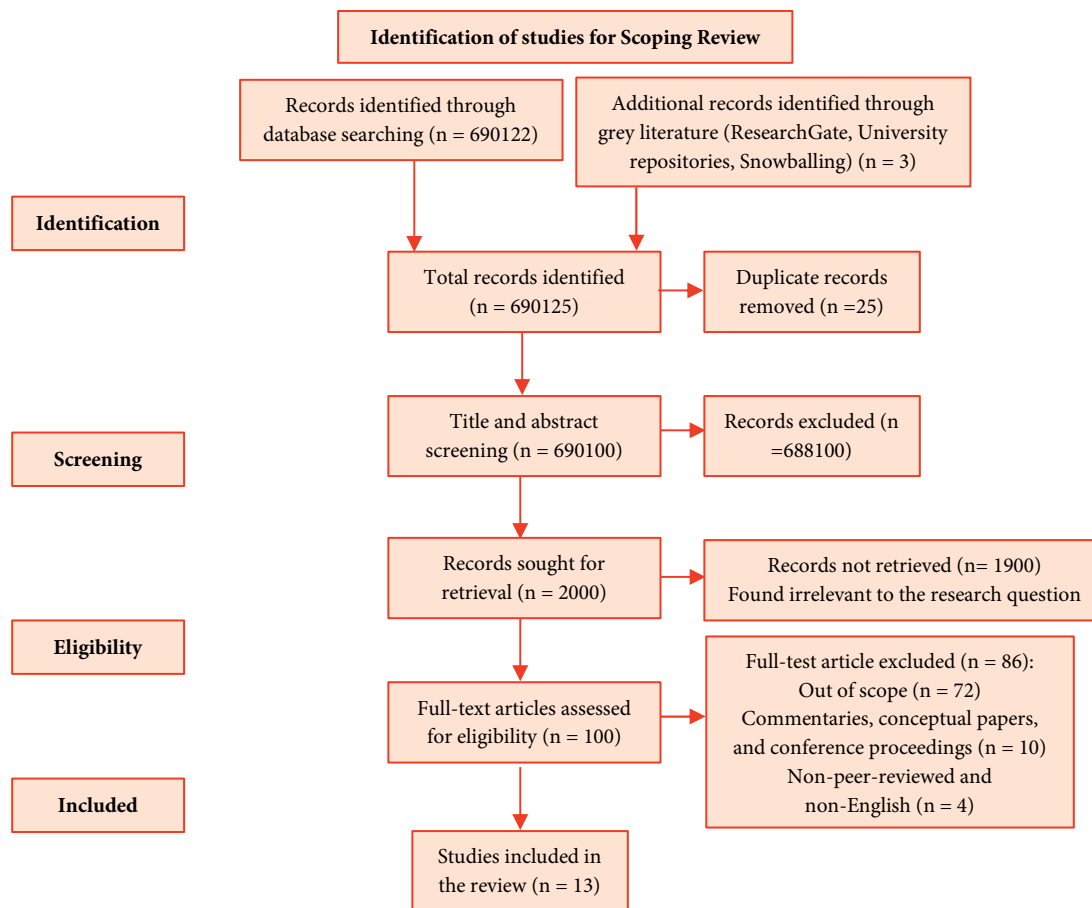 Identification of studies for Scoping Review
Records identified through
database searching (n = 690122)
Additional records identified through
grey literature (ResearchGate, University
repositories, Snowballing) (n = 3)
Identification
Total records identified
(n = 690125)
Duplicate records
removed (n =25)
Title and abstract
screening (n = 690100)
Records excluded (n
=688100)
Screening
Records sought for
retrieval (n = 2000)
Records not retrieved (n= 1900)
Found irrelevant to the research question
Eligibility
Full-text articles assessed
for eligibility (n = 100)
Full-test article excluded (n = 86):
Out of scope (n = 72)
Commentaries, conceptual papers,
and conference proceedings (n = 10)
Non-peer-reviewed and
non-English (n = 4)
Included
Studies included in
the review (n = 13)